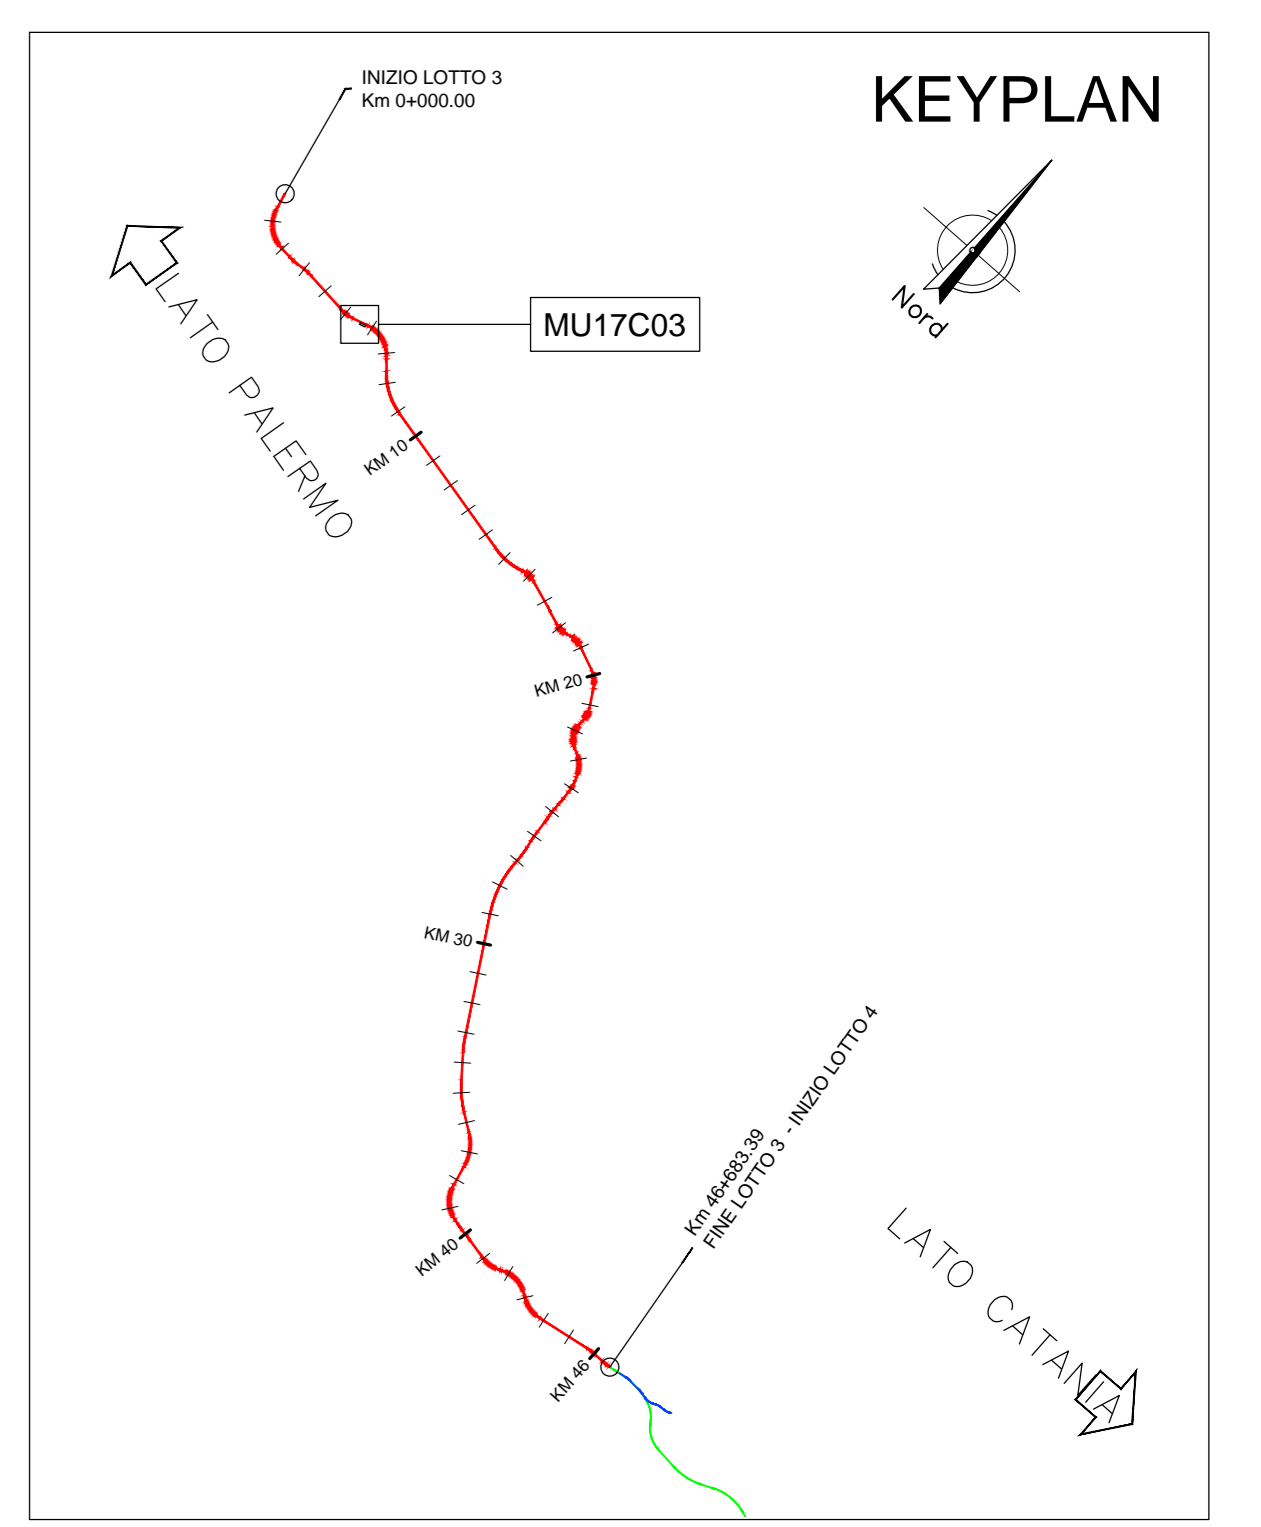 INIZIO LOTTO 3
Km 0+000.00
KEYPLAN
Nord
LATO PALERMO
MU17C03
KM 10
KM 20
KM 30
Km 46+683.39
FINE LOTTO 3 - INIZIO LOTTO 4
LATO CATANIA
KM 40
KM 46